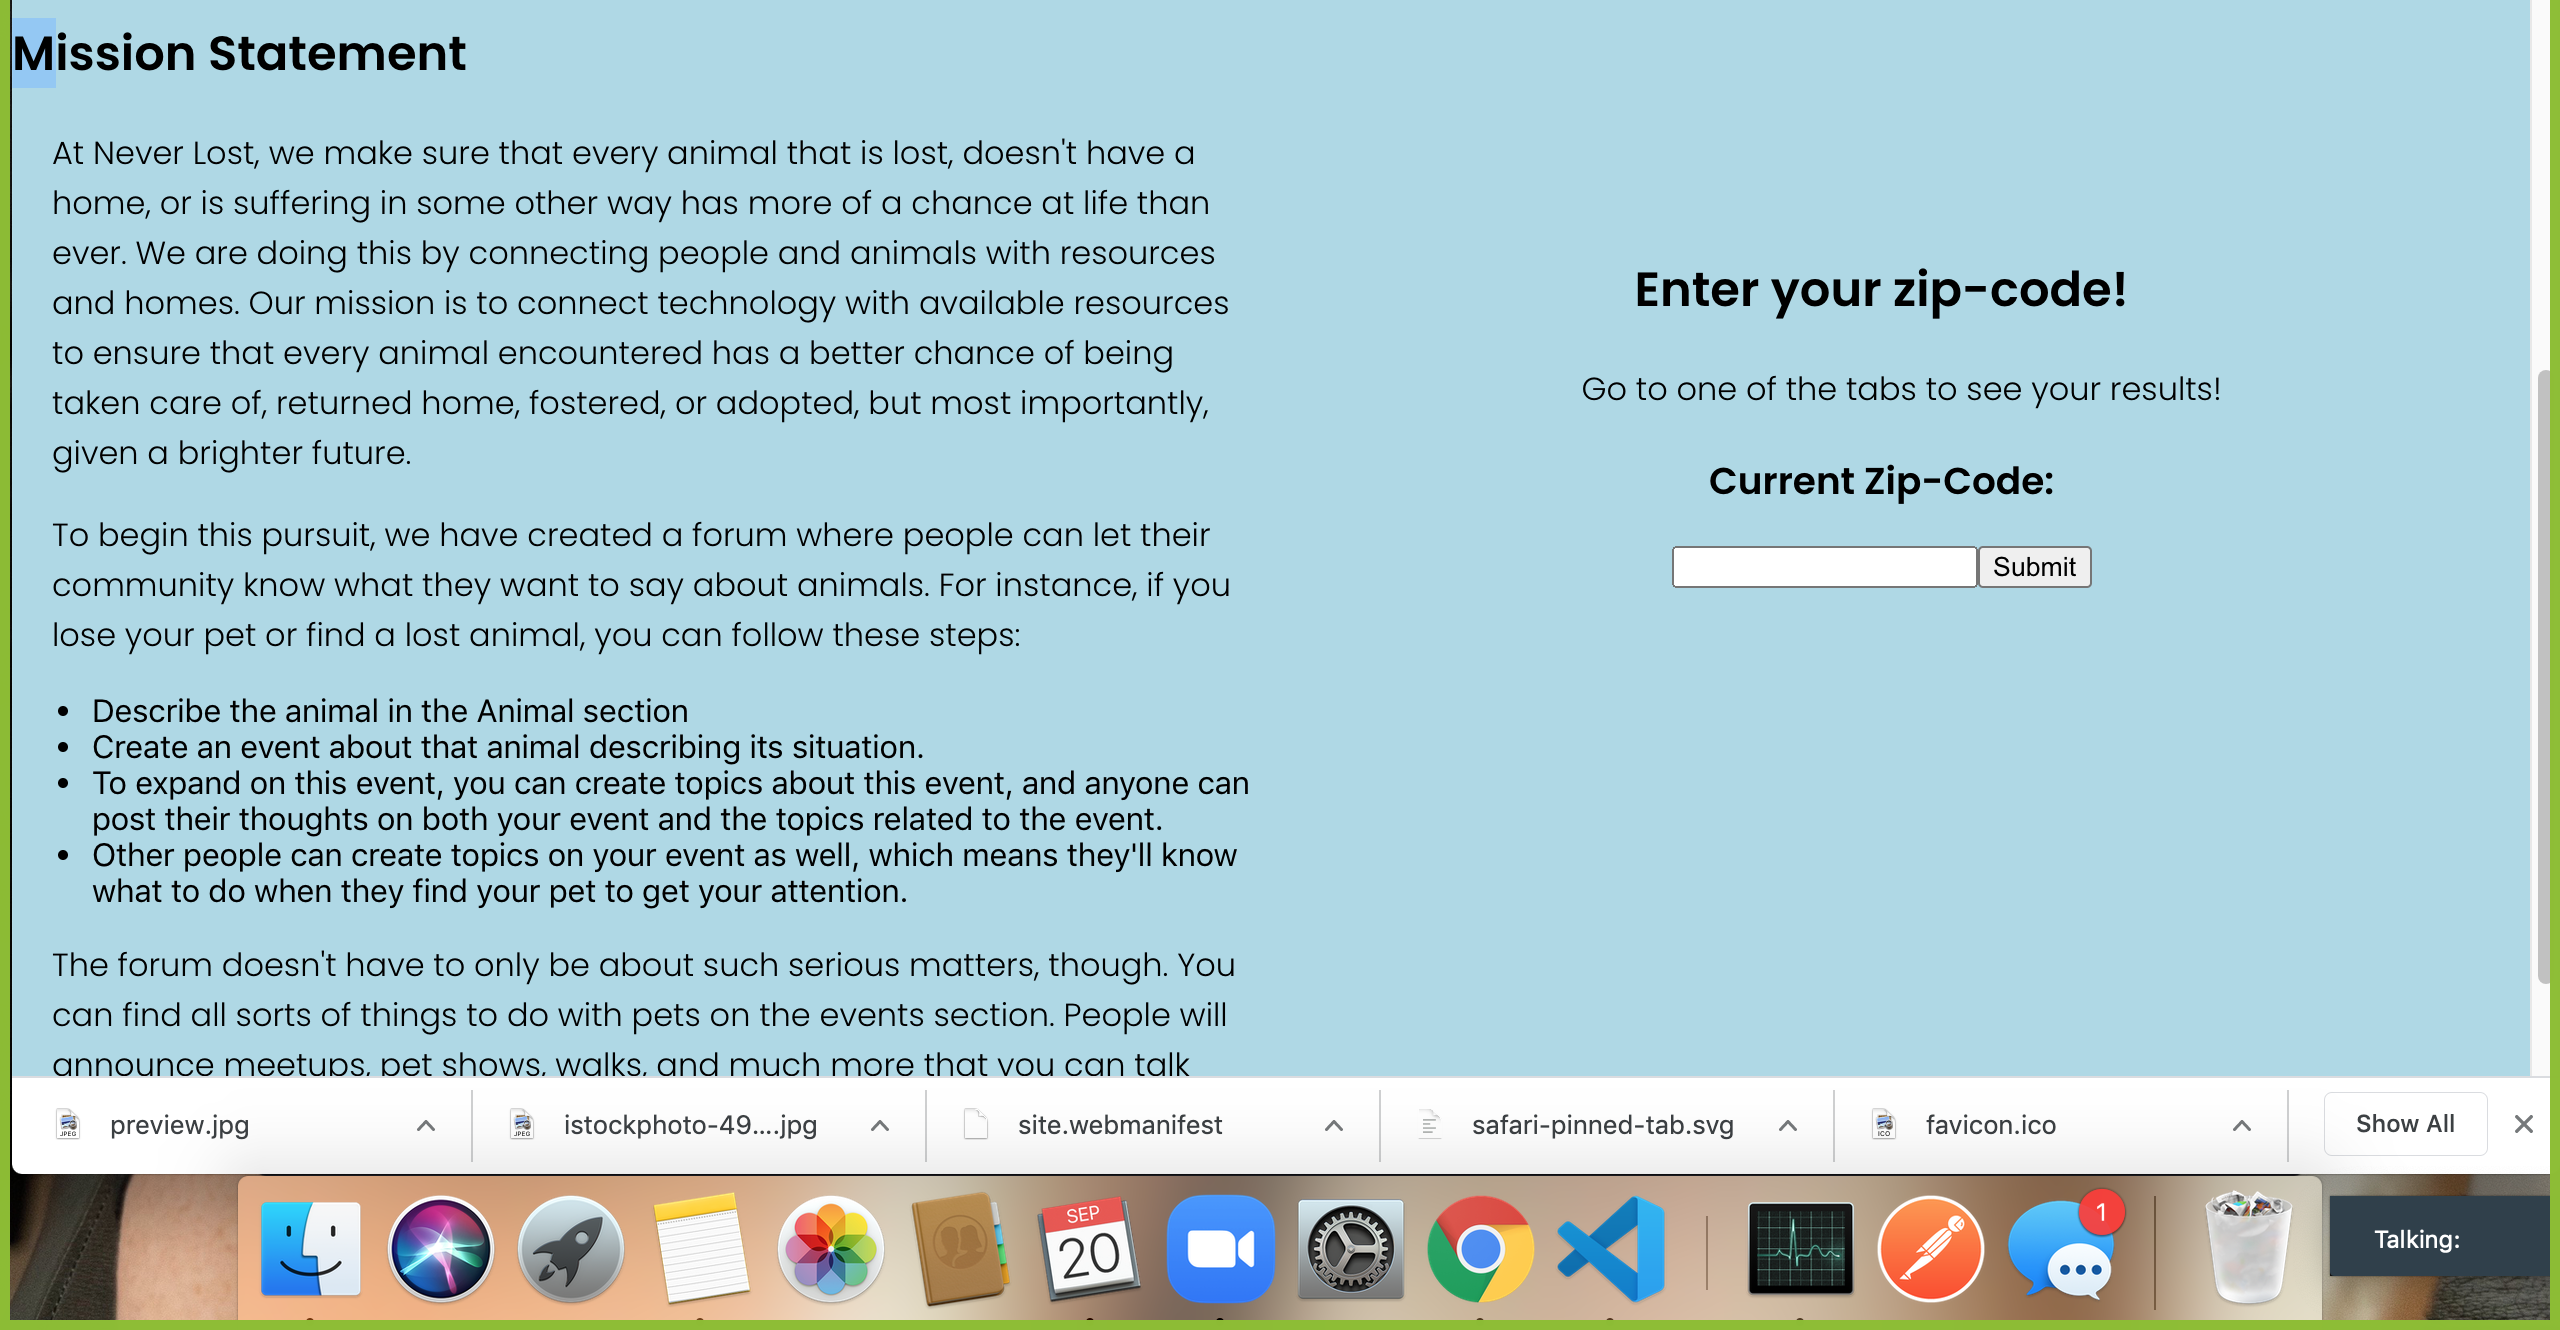 Mission Statement
At Never Lost, we make sure that every animal that is lost, doesn't have a
home, or is suffering in some other way has more of a chance at life than
ever. We are doing this by connecting people and animals with resources
and homes. Our mission is to connect technology with available resources
to ensure that every animal encountered has a better chance of being
taken care of, returned home, fostered, or adopted, but most importantly,
given a brighter future.
To begin this pursuit, we have created a forum where people can let their
community know what they want to say about animals. For instance, if you
lose your pet or find a lost animal, you can follow these steps:
• Describe the animal in the Animal section
• Create an event about that animal describing its situation.
• To expand on this event, you can create topics about this event, and anyone can
post their thoughts on both your event and the topics related to the event.
• Other people can create topics on your event as well, which means they'll know
what to do when they find your pet to get your attention.
The forum doesn't have to only be about such serious matters, though. You
can find all sorts of things to do with pets on the events section. People will
announce meetups, pet shows, walks, and much more that you can talk
Enter your zip-code!
Go to one of the tabs to see your results!
Current Zip-Code:
Submit
preview.jpg
istockphoto-49....jpg
site.webmanifest
safari-pinned-tab.svg
favicon.ico
Show All
JPEG
JPEG
ICO
SEP
20
1
Talking: